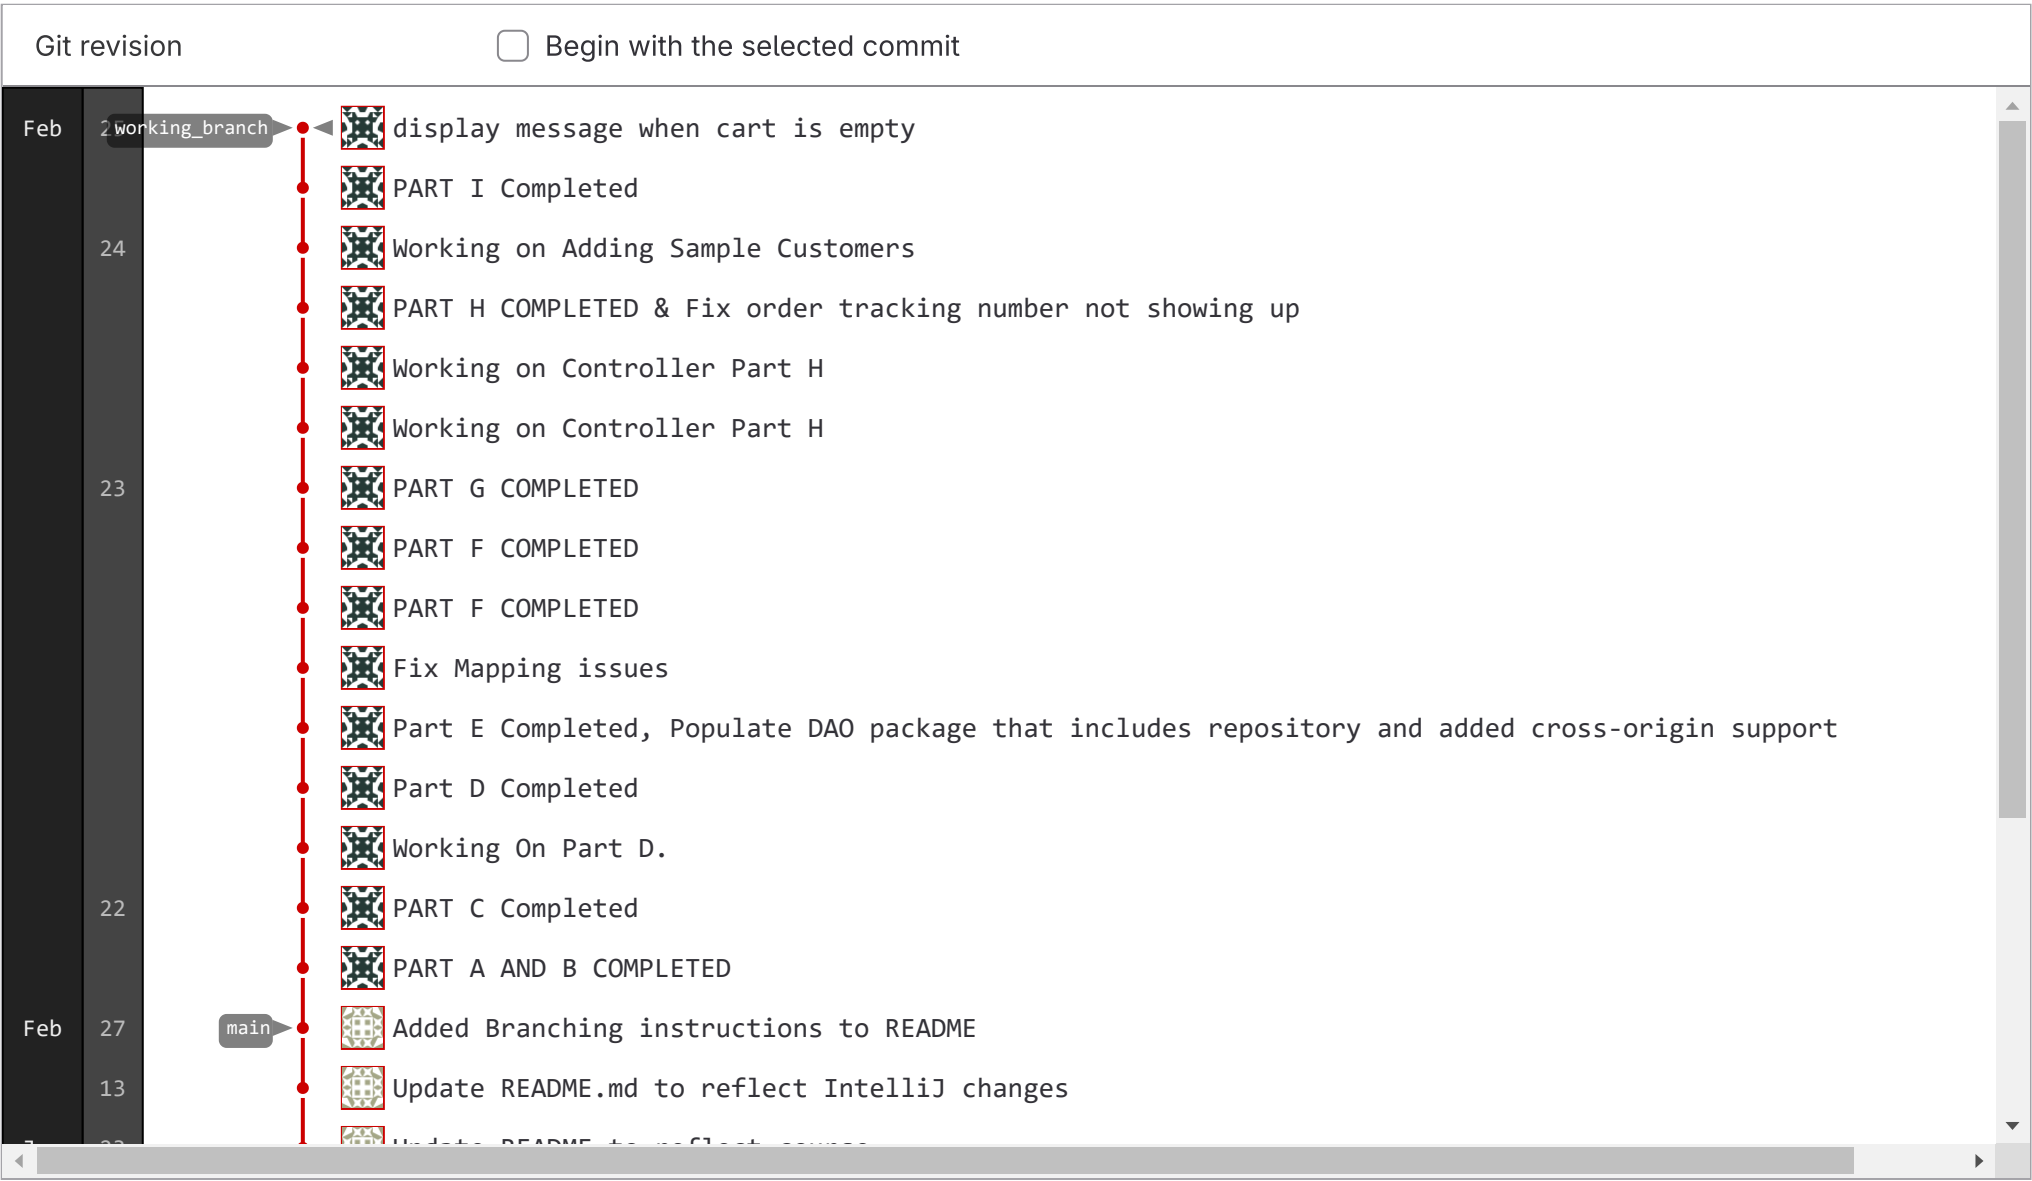 Git revision
Begin with the selected commit
Feb
working_branch
display message when cart is empty
PART I Completed
24
Working on Adding Sample Customers
PART H COMPLETED & Fix order tracking number not showing up
Working on Controller Part H
Working on Controller Part H
23
PART G COMPLETED
PART F COMPLETED
PART F COMPLETED
Fix Mapping issues
Part E Completed, Populate DAO package that includes repository and added cross-origin support
Part D Completed
Working On Part D.
22
PART C Completed
PART A AND B COMPLETED
Feb 27
main
Added Branching instructions to README
13
Update README.md to reflect IntelliJ changes